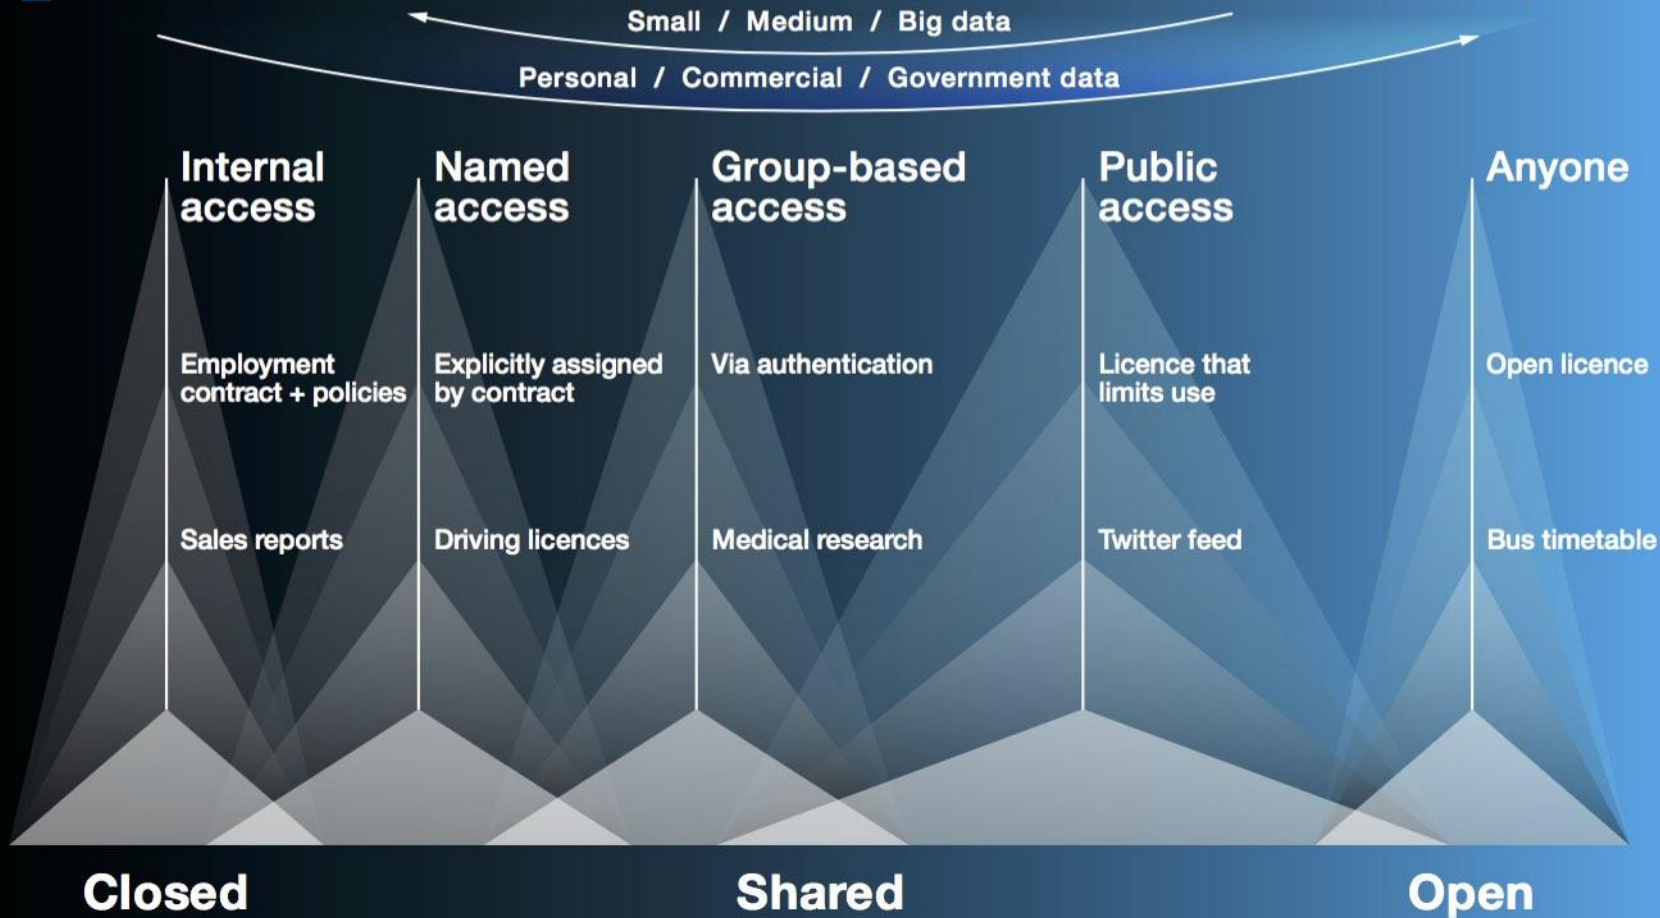 Small / Medium / Big data
Personal / Commercial / Government data
Internal
access
Named
access
Group-based
access
Public
access
Anyone
Employment
contract + policies
Explicitly assigned
by contract
Via authentication
Licence that
limits use
Open licence
Sales reports
Driving licences
Medical research
Twitter feed
Bus timetable
Closed
Shared
Open